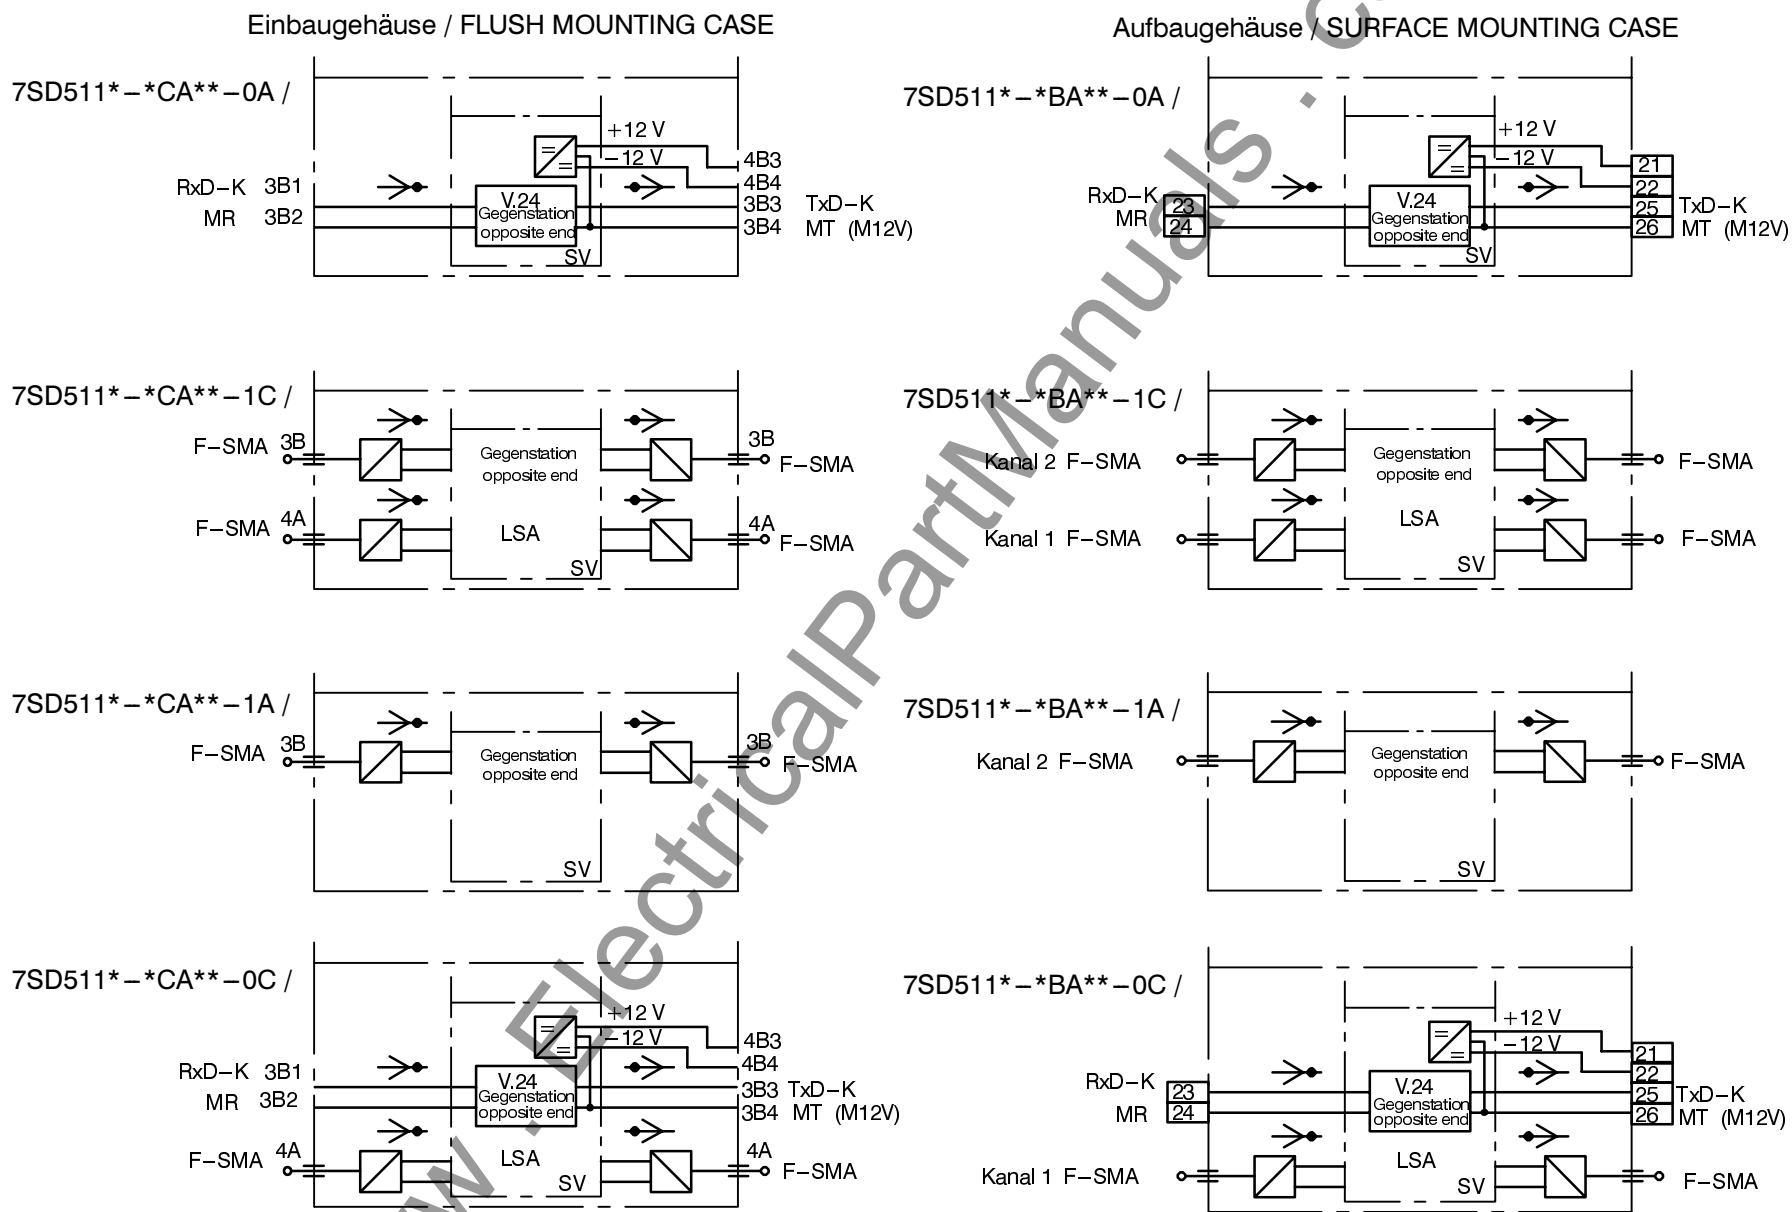 Einbaugehäuse / FLUSH MOUNTING CASE
Aufbaugehäuse / SURFACE MOUNTING CASE
7SD511*–*CA**–0A /
+12 V
–12 V
4B3
4B4
RxD–K 3B1
MR 3B2
V.24
Gegenstation
opposite end
3B3 TxD–K
3B4 MT (M12V)
SV
7SD511*–*BA**–0A /
+12 V
–12 V
21
22
RxD–K 23
MR 24
V.24
Gegenstation
opposite end
25 TxD–K
26 MT (M12V)
SV
7SD511*–*CA**–1C /
F–SMA 3B
Gegenstation
opposite end
3B F–SMA
F–SMA 4A
LSA
4A F–SMA
SV
7SD511*–*BA**–1C /
Kanal 2 F–SMA
Gegenstation
opposite end
F–SMA
Kanal 1 F–SMA
LSA
F–SMA
SV
7SD511*–*CA**–1A /
F–SMA 3B
Gegenstation
opposite end
3B F–SMA
SV
7SD511*–*BA**–1A /
Kanal 2 F–SMA
Gegenstation
opposite end
F–SMA
SV
7SD511*–*CA**–0C /
+12 V
–12 V
4B3
4B4
RxD–K 3B1
MR 3B2
V.24
Gegenstation
opposite end
3B3 TxD–K
3B4 MT (M12V)
F–SMA 4A
LSA
4A F–SMA
SV
7SD511*–*BA**–0C /
+12 V
–12 V
21
22
RxD–K 23
MR 24
V.24
Gegenstation
opposite end
25 TxD–K
26 MT (M12V)
Kanal 1 F–SMA
LSA
F–SMA
SV
w . ElectricalPartManuals . c